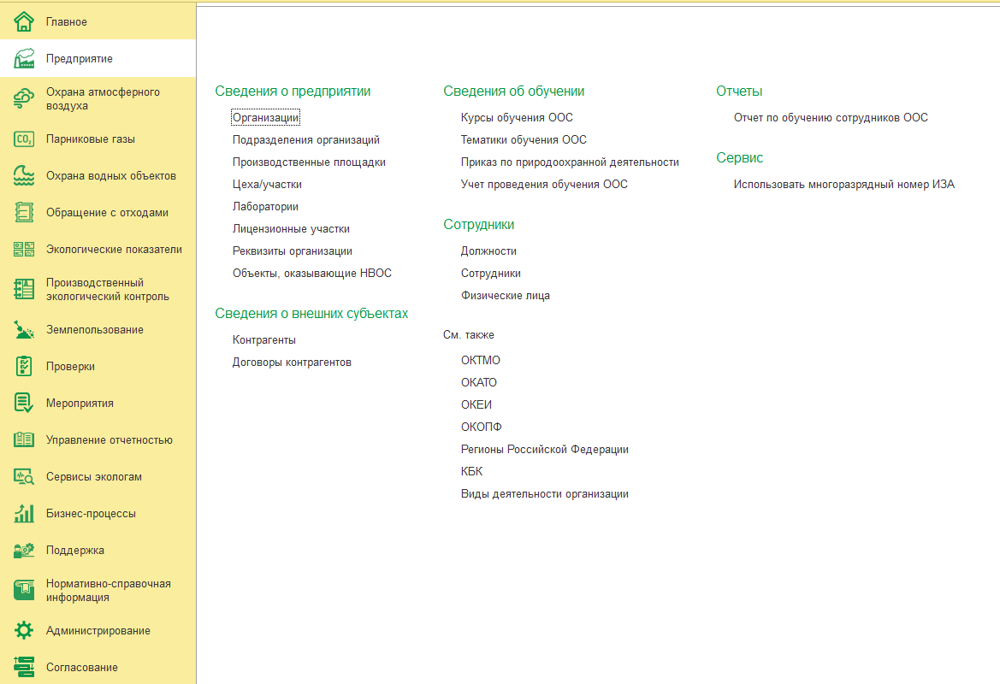 Главное
Предприятие
Охрана атмосферного
воздуха
CO2
Парниковые газы
Охрана водных объектов
Обращение с отходами
Экологические показатели
Производственный
экологический контроль
Землепользование
Проверки
Мероприятия
Управление отчетностью
Сервисы экологам
Бизнес-процессы
Поддержка
Нормативно-справочная
информация
Администрирование
Согласование
Сведения о предприятии
Организации
Подразделения организаций
Производственные площадки
Цеха/участки
Лаборатории
Лицензионные участки
Реквизиты организации
Объекты, оказывающие НВОС
Сведения о внешних субъектах
Контрагенты
Договоры контрагентов
Сведения об обучении
Курсы обучения ООС
Тематики обучения ООС
Приказ по природоохранной деятельности
Учет проведения обучения ООС
Сотрудники
Должности
Сотрудники
Физические лица
См. также
ОКТМО
ОКАТО
ОКЕИ
ОКОПФ
Регионы Российской Федерации
КБК
Виды деятельности организации
Отчеты
Отчет по обучению сотрудников ООС
Сервис
Использовать многоразрядный номер ИЗА